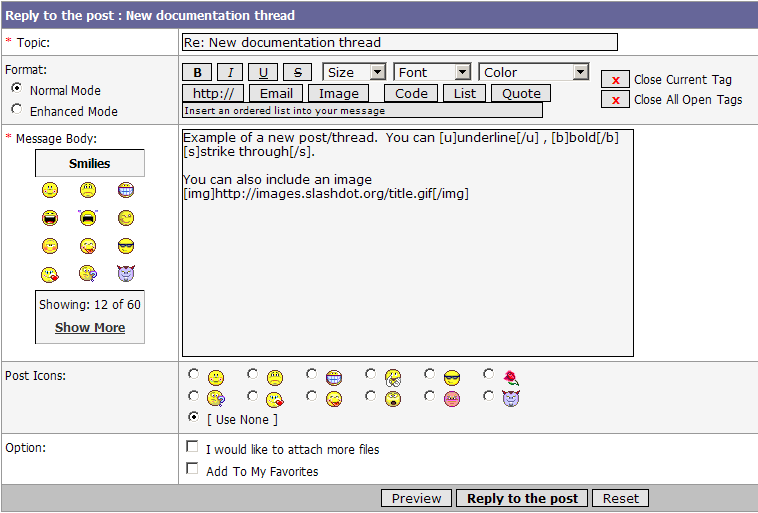 Reply to the post : New documentation thread
* Topic: Re: New documentation thread
Format:
Normal Mode
Enhanced Mode
B I U S Size Font Color
http:// Email Image Code List Quote
Insert an ordered list into your message
x Close Current Tag
x Close All Open Tags
* Message Body:
Smilies
Showing: 12 of 60
Show More
Example of a new post/thread.  You can [u]underline[/u] , [b]bold[/b]
[s]strike through[/s].
You can also include an image
[img]http://images.slashdot.org/title.gif[/img]
Post Icons:
[ Use None ]
Option:
I would like to attach more files
Add To My Favorites
Preview Reply to the post Reset